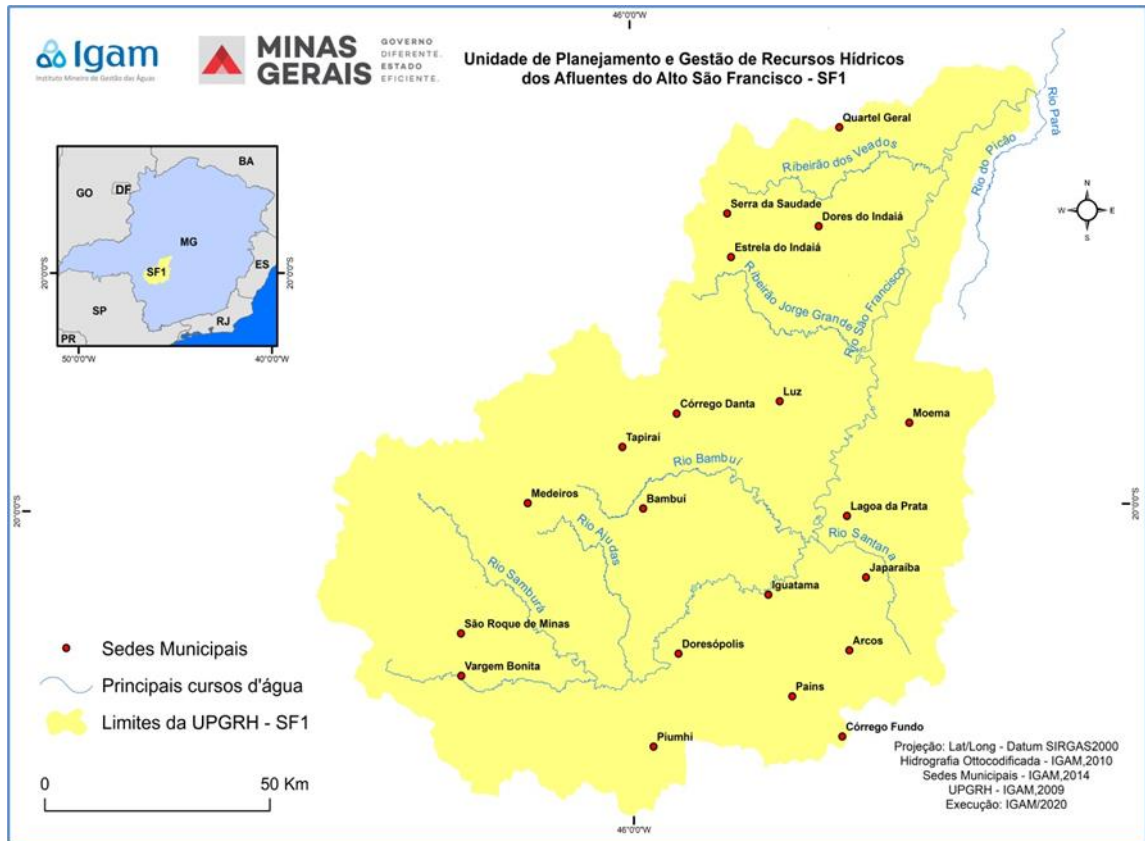 Igam
Instituto Mineiro de Gestão das Águas
MINAS
GERAIS
GOVERNO
DIFERENTE.
ESTADO
EFICIENTE.
Unidade de Planejamento e Gestão de Recursos Hídricos
dos Afluentes do Alto São Francisco - SF1
46°0'0"W
BA
GO
DF
MG
SF1
ES
SP
RJ
PR
20°0'0"S
20°0'0"S
50°0'0"W
40°0'0"W
Quartel Geral
Rio Pará
Rio do Picão
Ribeirão dos Veados
N
W
E
S
Serra da Saudade
Dores do Indaiá
Estrela do Indaiá
Ribeirão Jorge Grande
Rio São Francisco
Luz
Córrego Danta
Moema
Tapirai
Rio Bambuí
Medeiros
Bambuí
Lagoa da Prata
20°0'0"S
20°0'0"S
Rio Ajudas
Rio Santana
Rio Samburá
Japaraíba
Iguatama
São Roque de Minas
Doresópolis
Arcos
Vargem Bonita
Pains
Córrego Fundo
Piumhi
Sedes Municipais
Principais cursos d'água
Limites da UPGRH - SF1
0
50 Km
Projeção: Lat/Long - Datum SIRGAS2000
Hidrografia Ottocodificada - IGAM,2010
Sedes Municipais - IGAM,2014
UPGRH - IGAM,2009
Execução: IGAM/2020
46°0'0"W